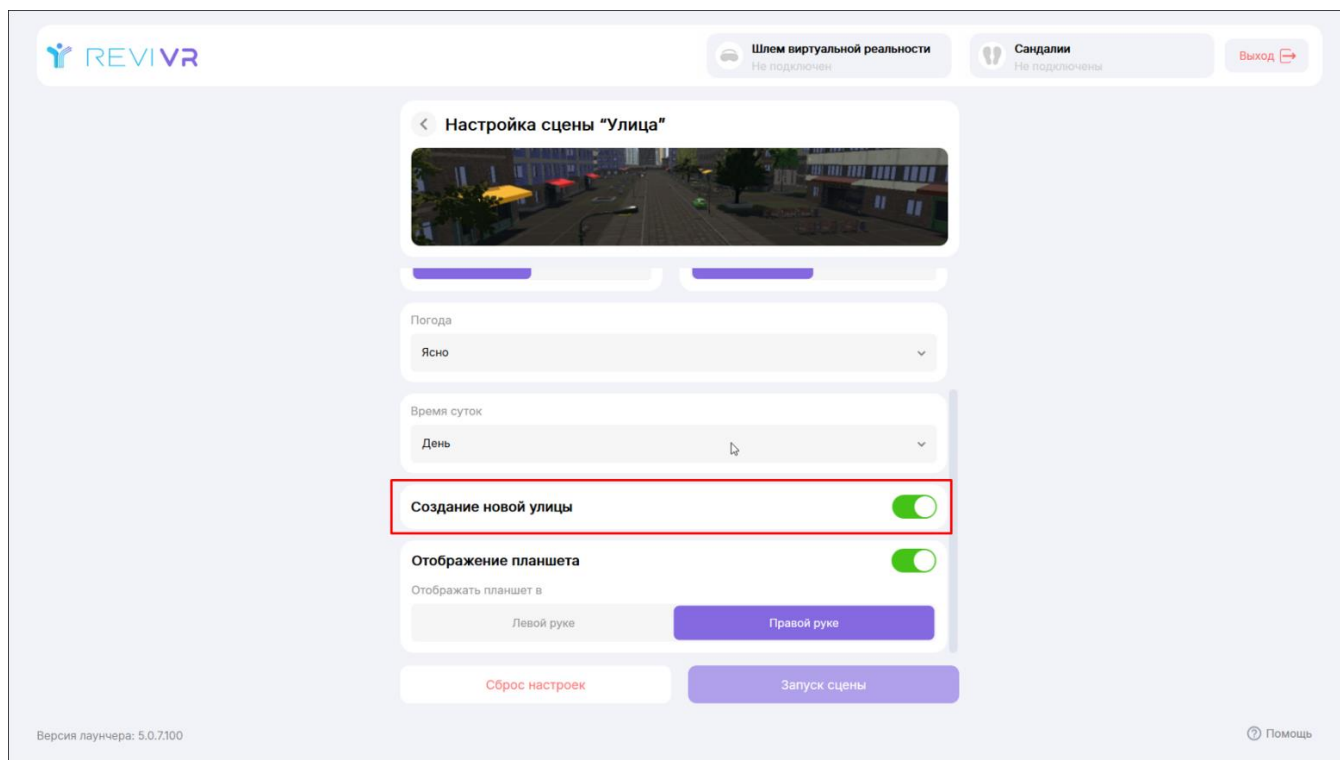 REVIVR
Шлем виртуальной реальности
Не подключен
Сандалии
Не подключены
Выход
Настройка сцены “Улица”
Погода
Ясно
Время суток
День
Создание новой улицы
Отображение планшета
Отображать планшет в
Левой руке
Правой руке
Сброс настроек
Запуск сцены
Версия лаунчера: 5.0.7.100
Помощь